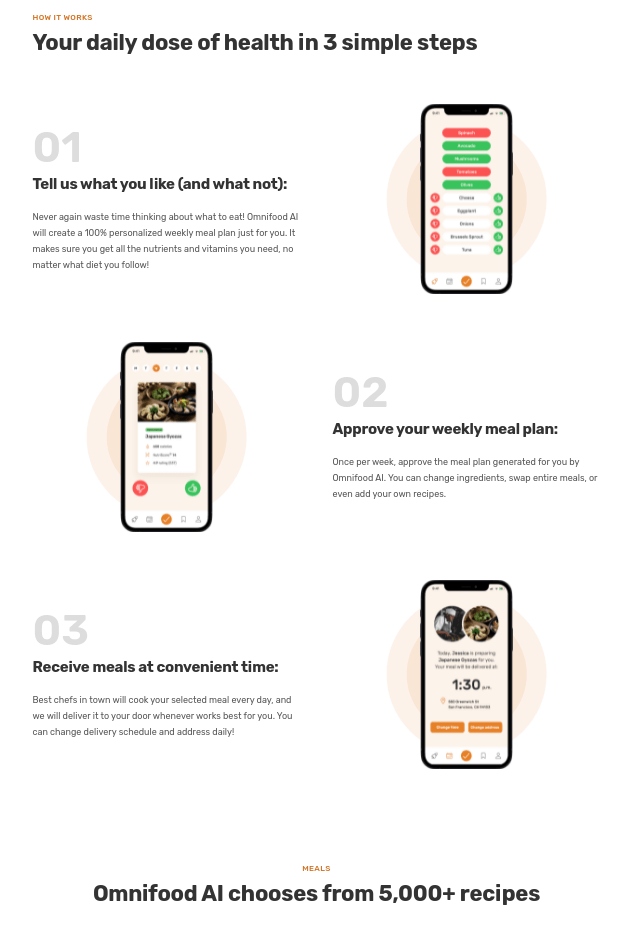 HOW IT WORKS
Your daily dose of health in 3 simple steps
01
Tell us what you like (and what not):
Never again waste time thinking about what to eat! Omnifood AI
will create a 100% personalized weekly meal plan just for you. It
makes sure you get all the nutrients and vitamins you need, no
matter what diet you follow!
Spinach
Avocado
Mushrooms
Tomatoes
Olives
Cheese
Eggplant
Onions
Brussels Sprout
Tuna
Japanese Gyozas
02
Approve your weekly meal plan:
Once per week, approve the meal plan generated for you by
Omnifood AI. You can change ingredients, swap entire meals, or
even add your own recipes.
03
Receive meals at convenient time:
Best chefs in town will cook your selected meal every day, and
we will deliver it to your door whenever works best for you. You
can change delivery schedule and address daily!
Today, Jessica is preparing
Japanese Gyozas for you.
Your meal will be delivered at:
1:30 p.m.
San Francisco, CA
Change time
Change address
MEALS
Omnifood AI chooses from 5,000+ recipes